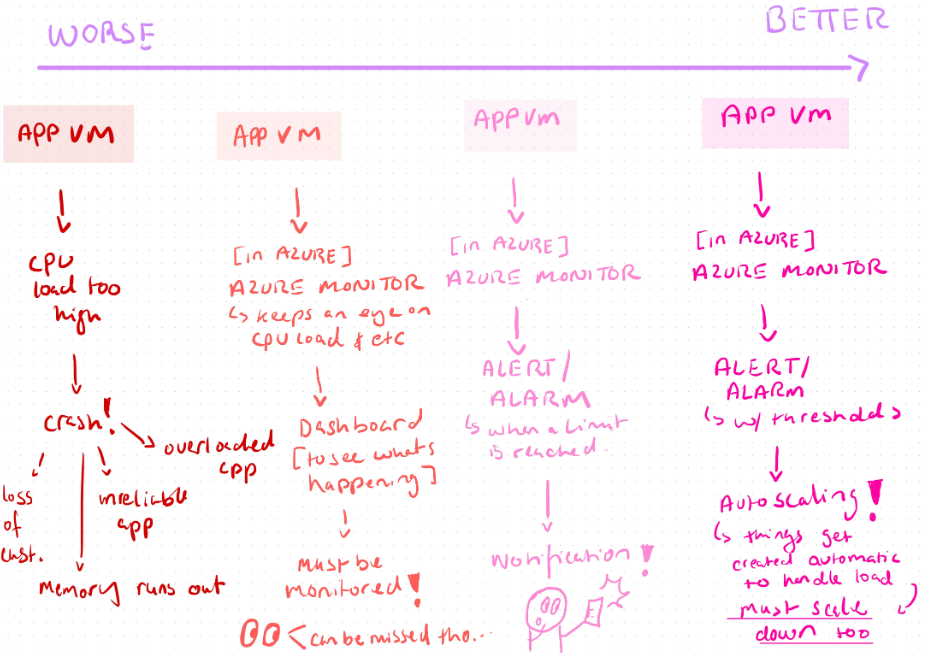 WORSE
BETTER
APP VM
CPU
load too
high
crash!
overloaded
app
loss
of
cust.
unreliable
app
memory runs out
APP VM
[in AZURE]
AZURE MONITOR
↳ keeps an eye on
CPU load & etc
Dashboard
[to see whats
happening]
Must be
monitored!
can be missed tho...
APP VM
[in AZURE]
AZURE MONITOR
ALERT/
ALARM
↳ when a limit
is reached.
Notification!
APP VM
[in AZURE]
AZURE MONITOR
ALERT/
ALARM
↳ w/ thresholds
Autoscaling!
↳ things get
created automatic
to handle load
must scale
down too